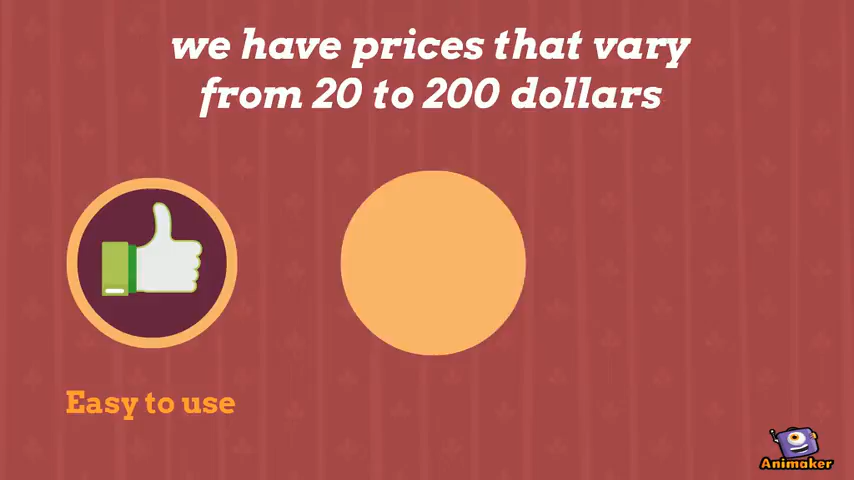 we have prices that vary
from 20 to 200 dollars
Easy to use
Animaker